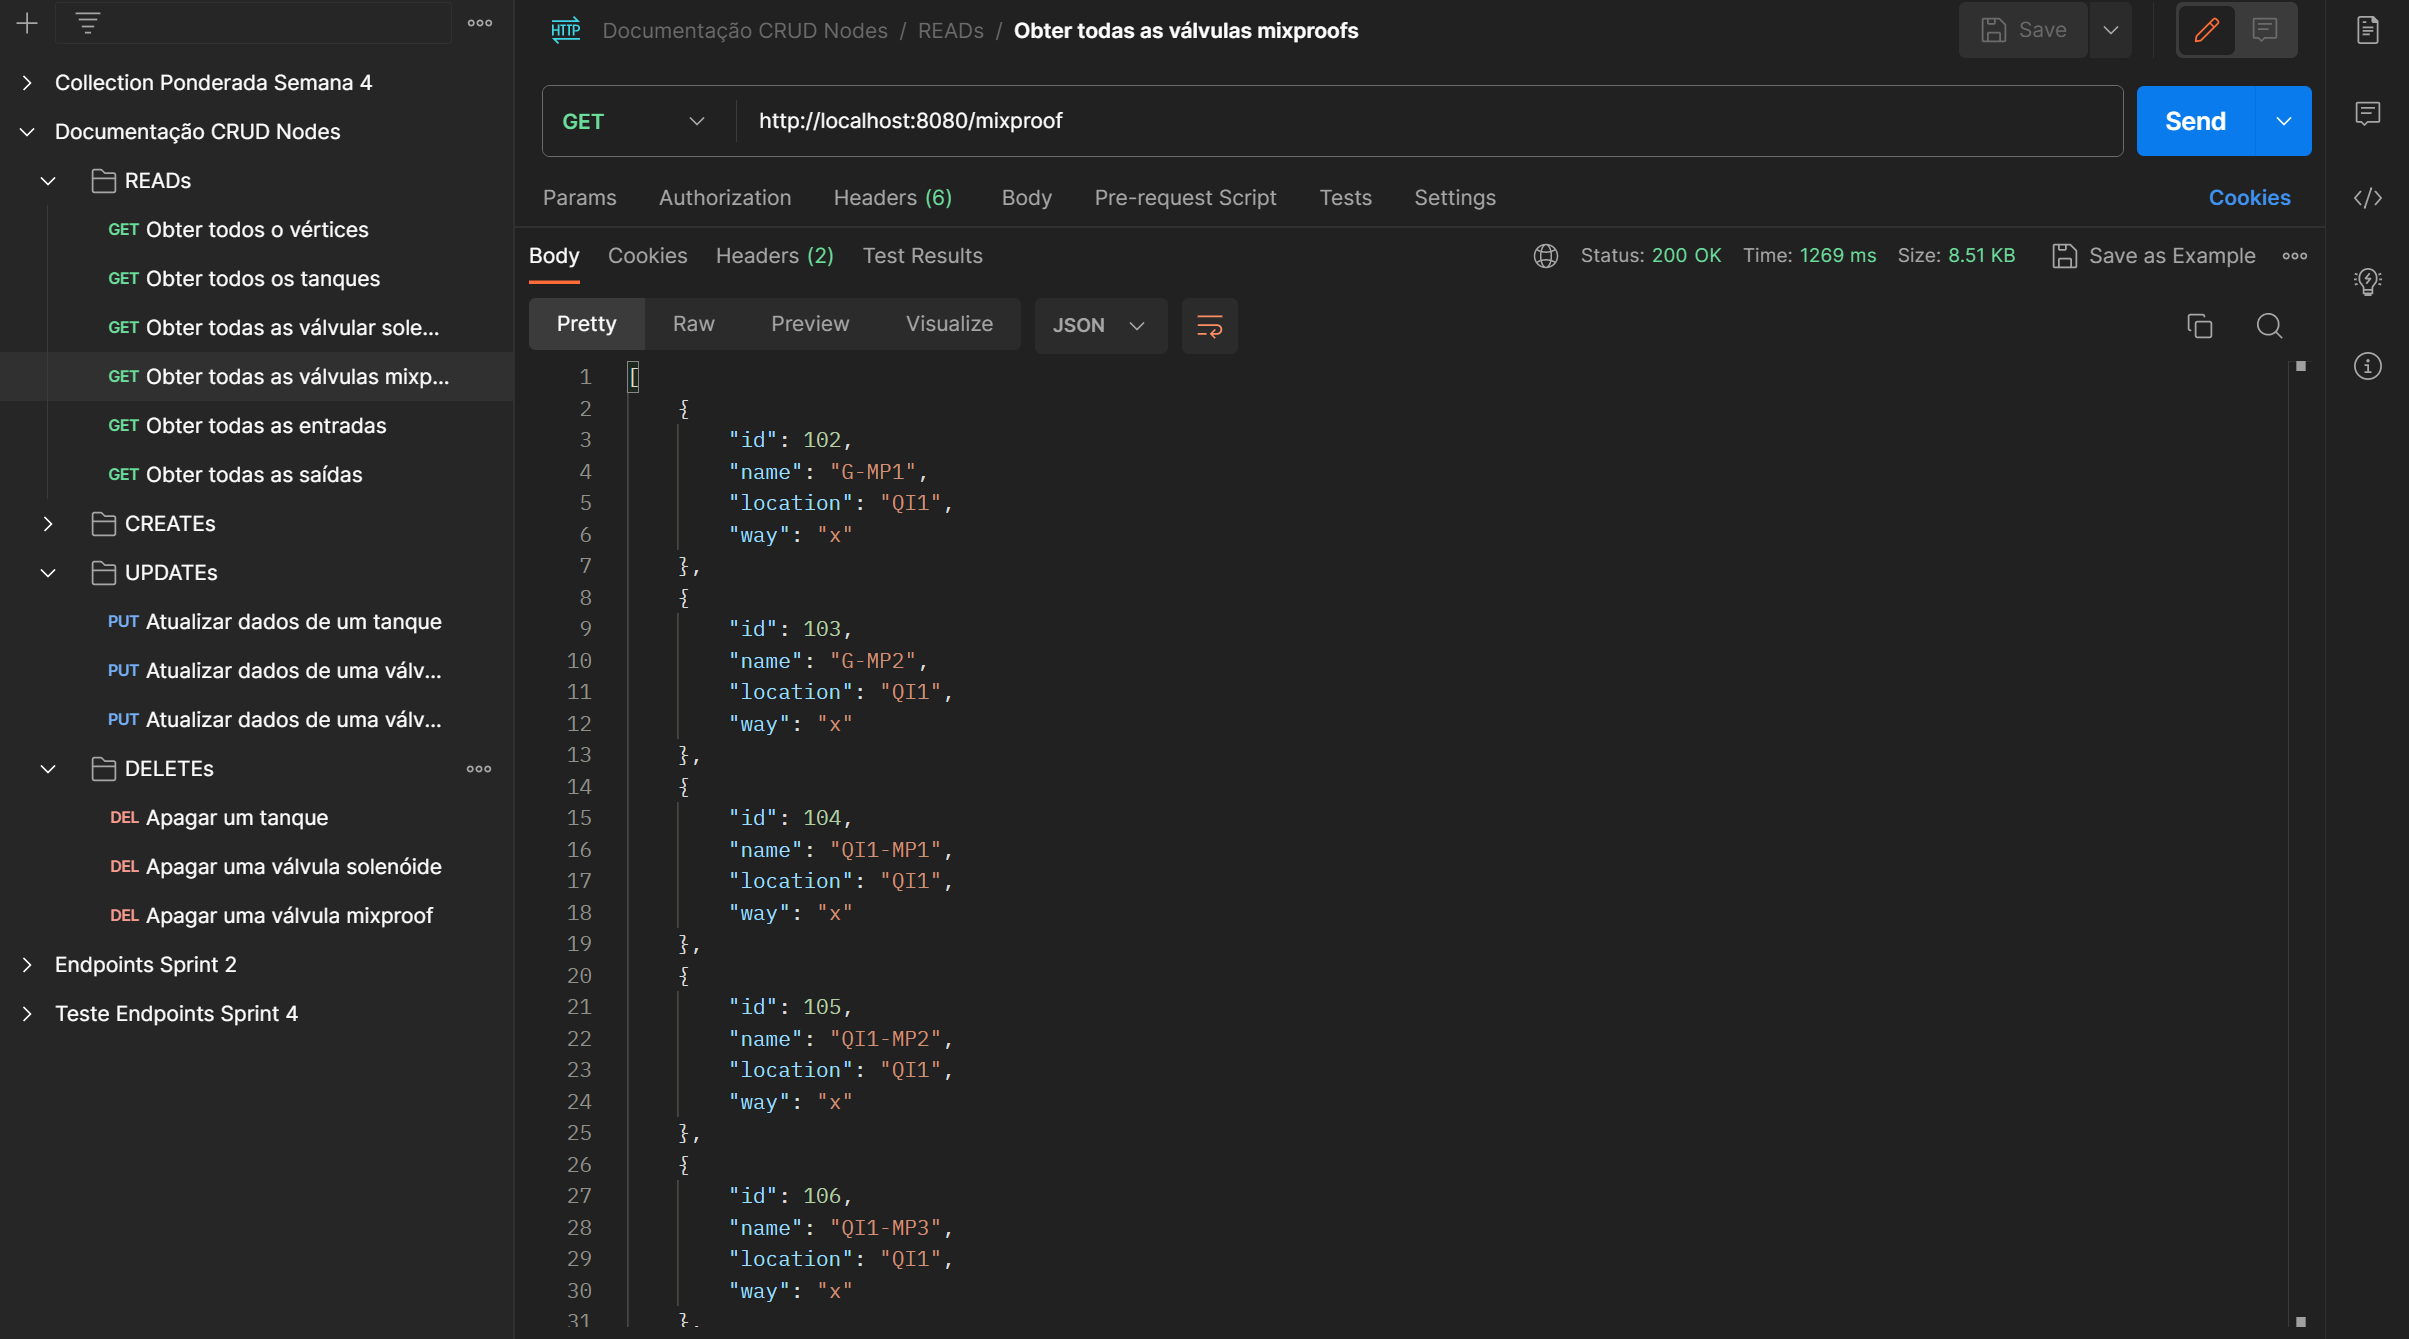 Collection Ponderada Semana 4
Documentação CRUD Nodes
READs
GET Obter todos o vértices
GET Obter todos os tanques
GET Obter todas as válvular sole...
GET Obter todas as válvulas mixp...
GET Obter todas as entradas
GET Obter todas as saídas
CREATEs
UPDATEs
PUT Atualizar dados de um tanque
PUT Atualizar dados de uma válv...
PUT Atualizar dados de uma válv...
DELETEs
DEL Apagar um tanque
DEL Apagar uma válvula solenóide
DEL Apagar uma válvula mixproof
Endpoints Sprint 2
Teste Endpoints Sprint 4
HTTP Documentação CRUD Nodes / READs / Obter todas as válvulas mixproofs
Save
GET http://localhost:8080/mixproof
Send
Params Authorization Headers (6) Body Pre-request Script Tests Settings Cookies
Body Cookies Headers (2) Test Results Status: 200 OK Time: 1269 ms Size: 8.51 KB Save as Example
Pretty Raw Preview Visualize JSON
1 [
2 {
3 "id": 102,
4 "name": "G-MP1",
5 "location": "QI1",
6 "way": "x"
7 },
8 {
9 "id": 103,
10 "name": "G-MP2",
11 "location": "QI1",
12 "way": "x"
13 },
14 {
15 "id": 104,
16 "name": "QI1-MP1",
17 "location": "QI1",
18 "way": "x"
19 },
20 {
21 "id": 105,
22 "name": "QI1-MP2",
23 "location": "QI1",
24 "way": "x"
25 },
26 {
27 "id": 106,
28 "name": "QI1-MP3",
29 "location": "QI1",
30 "way": "x"
31 },